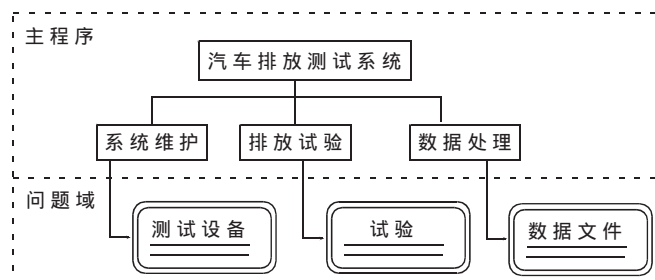 主程序
汽车排放测试系统
系统维护
排放试验
数据处理
问题域
测试设备
试验
数据文件